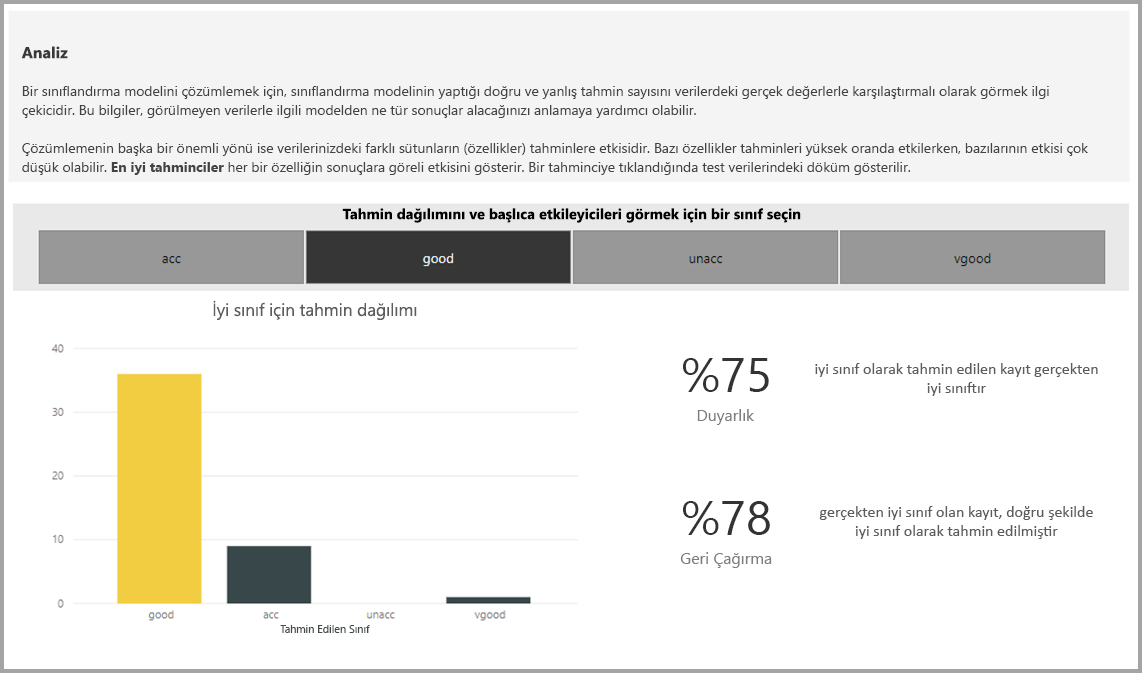 Analiz
Bir sınıflandırma modelini çözümlemek için, sınıflandırma modelinin yaptığı doğru ve yanlış tahmin sayısını verilerdeki gerçek değerlerle karşılaştırmalı olarak görmek ilgi
çekicidir. Bu bilgiler, görülmeyen verilerle ilgili modelden ne tür sonuçlar alacağınızı anlamaya yardımcı olabilir.
Çözümlemenin başka bir önemli yönü ise verilerinizdeki farklı sütunların (özellikler) tahminlere etkisidir. Bazı özellikler tahminleri yüksek oranda etkilerken, bazılarının etkisi çok
düşük olabilir. En iyi tahminciler her bir özelliğin sonuçlara göreli etkisini gösterir. Bir tahminciye tıklandığında test verilerindeki döküm gösterilir.
Tahmin dağılımını ve başlıca etkileyicileri görmek için bir sınıf seçin
acc
good
unacc
vgood
İyi sınıf için tahmin dağılımı
40
30
20
10
0
good
acc
unacc
vgood
Tahmin Edilen Sınıf
%75
Duyarlık
iyi sınıf olarak tahmin edilen kayıt gerçekten
iyi sınıftır
%78
Geri Çağırma
gerçekten iyi sınıf olan kayıt, doğru şekilde
iyi sınıf olarak tahmin edilmiştir